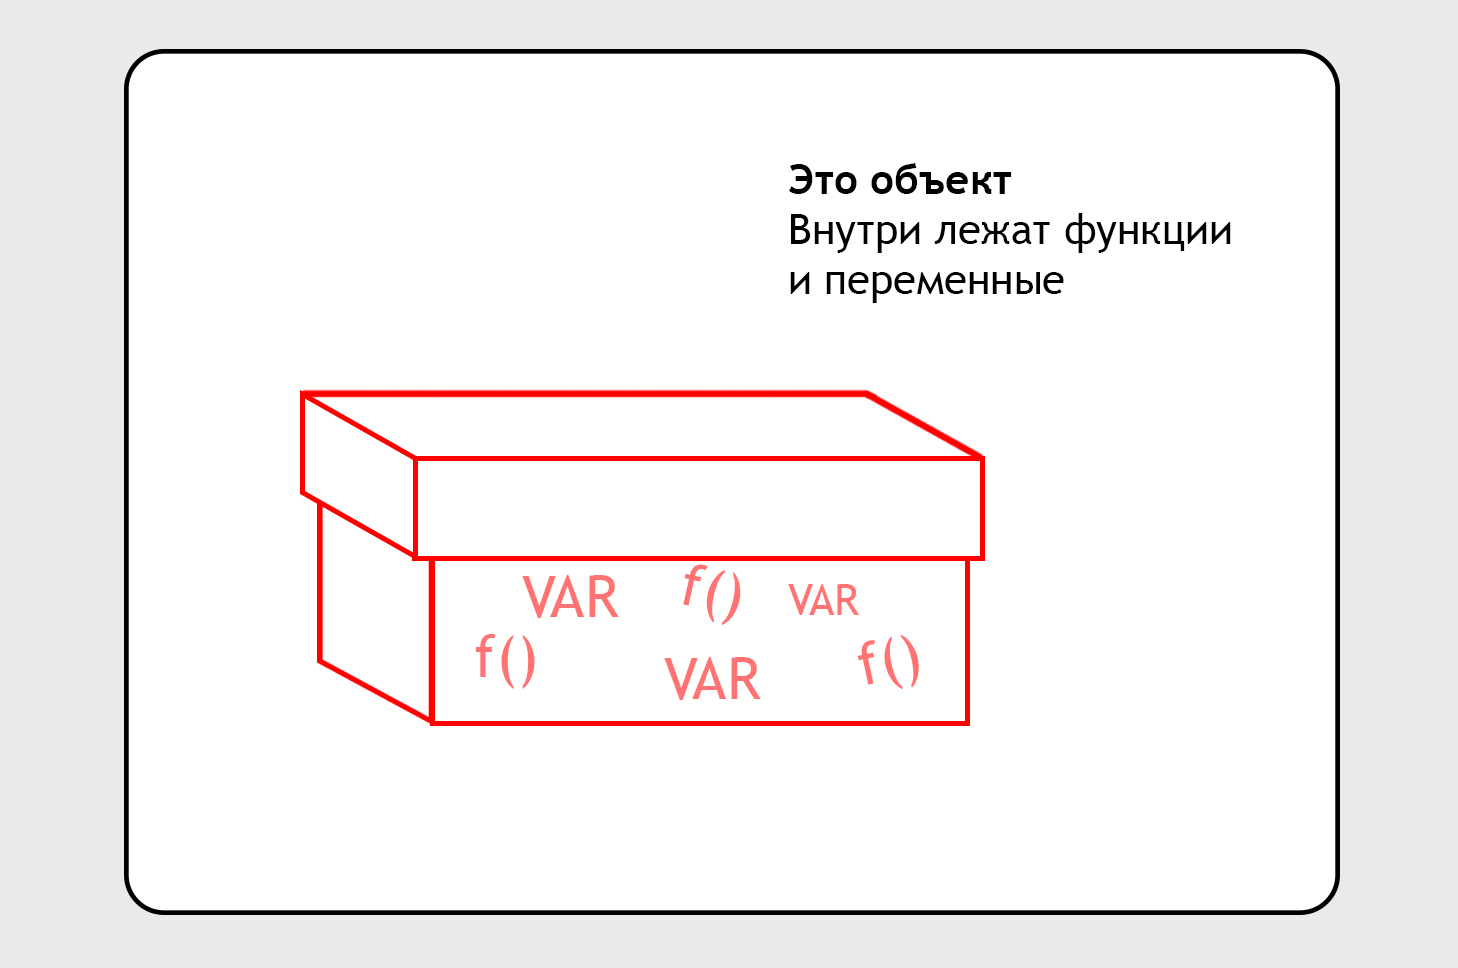 Это объект
Внутри лежат функции
и переменные
VAR f() VAR
f() VAR f()